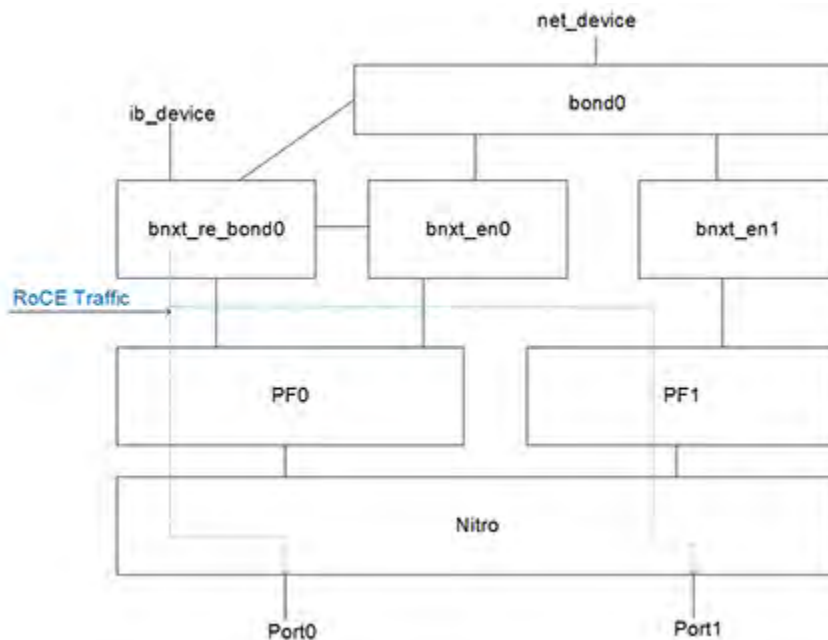 net_device
bond0
ib_device
bnxt_re_bond0
bnxt_en0
bnxt_en1
RoCE Traffic
PF0
PF1
Nitro
Port0
Port1